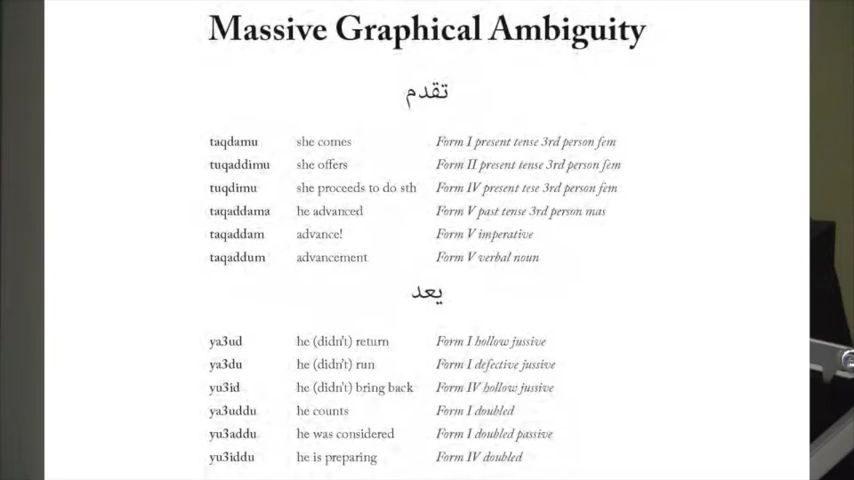 Massive Graphical Ambiguity
تقدم
taqdamu she comes Form I present tense 3rd person fem
tuqaddimu she offers Form II present tense 3rd person fem
tuqdimu she proceeds to do sth Form IV present tese 3rd person fem
taqaddama he advanced Form V past tense 3rd person mas
taqaddam advance! Form V imperative
taqaddum advancement Form V verbal noun
يعد
ya3ud he (didn't) return Form I hollow jussive
ya3du he (didn't) run Form I defective jussive
yu3id he (didn't) bring back Form IV hollow jussive
ya3uddu he counts Form I doubled
yu3addu he was considered Form I doubled passive
yu3iddu he is preparing Form IV doubled